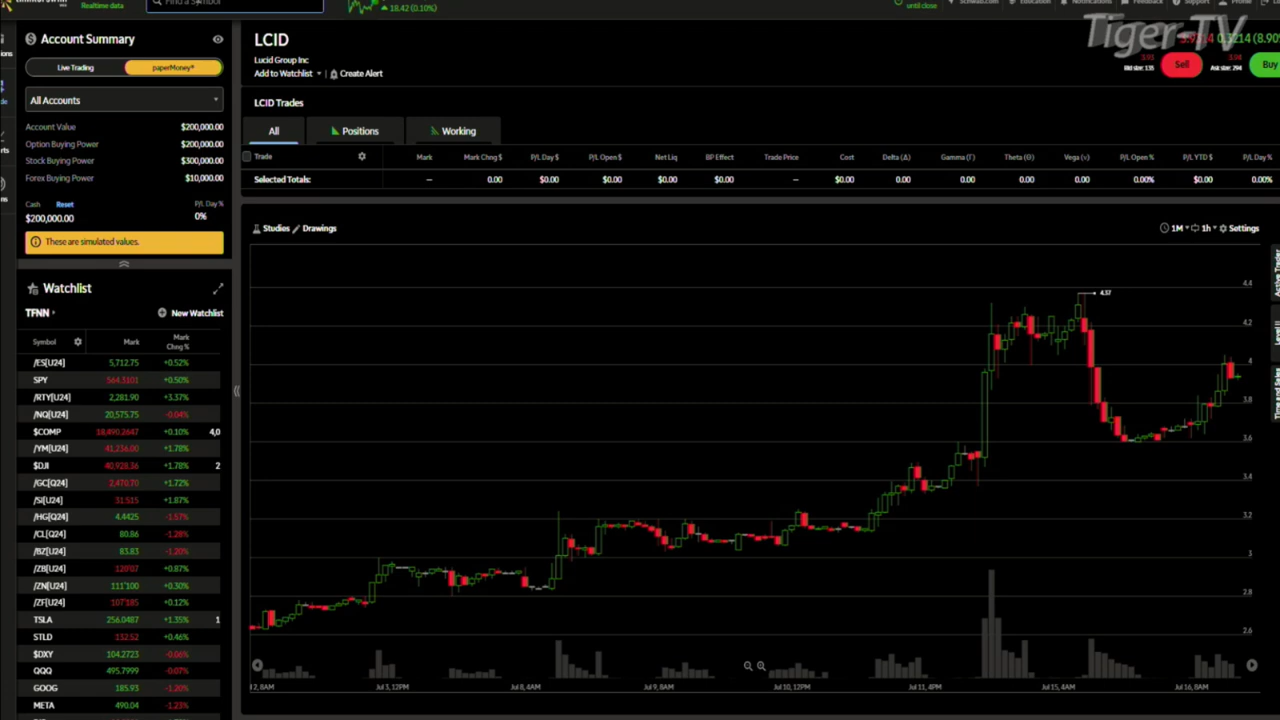 Realtime data
Find a Symbol
18.42 (0.10%)
until close
Schwab.com
Education
Notifications
Feedback
Support
Profile
Tiger-TV
Account Summary
Live Trading
paperMoney®
All Accounts
Account Value $200,000.00
Option Buying Power $200,000.00
Stock Buying Power $300,000.00
Forex Buying Power $10,000.00
Cash Reset P/L Day %
$200,000.00 0%
These are simulated values.
LCID
Lucid Group Inc
Add to Watchlist Create Alert
Sell
Buy
LCID Trades
All Positions Working
Trade Mark Mark Chng $ P/L Day $ P/L Open $ Net Liq BP Effect Trade Price Cost Delta (Δ) Gamma (Γ) Theta (Θ) Vega (ν) P/L Open % P/L YTD $ P/L Day %
Selected Totals: -- 0.00 $0.00 $0.00 $0.00 $0.00 -- $0.00 0.00 0.00 0.00 0.00 0.00% $0.00 0.00%
Studies Drawings
1M 1h Settings
Watchlist
TFNN New Watchlist
Symbol Mark Mark Chng %
/ES[U24] 5,712.75 +0.52%
SPY 564.3101 +0.50%
/RTY[U24] 2,281.90 +3.37%
/NQ[U24] 20,575.75 -0.04%
$COMP 18,490.2647 +0.10% 4,0
/YM[U24] 41,216.00 +1.78%
$DJI 40,928.36 +1.78% 2
/GC[Q24] 2,470.70 +1.72%
/SI[U24] 31.515 +1.87%
/HG[Q24] 4.4425 -1.57%
/CL[Q24] 80.86 -1.28%
/BZ[U24] 83.83 -1.20%
/ZB[U24] 120'07 +0.87%
/ZN[U24] 111'100 +0.30%
/ZF[U24] 107'185 +0.12%
TSLA 256.0487 +1.35% 1
STLD 132.52 +0.46%
$DXY 104.2723 -0.06%
QQQ 495.7999 -0.07%
GOOG 185.93 -1.20%
META 490.04 -1.23%
4.37
4.4
4.2
4
3.8
3.6
3.4
3.2
3
2.8
2.6
2, 8AM Jul 3, 12PM Jul 8, 4AM Jul 9, 8AM Jul 10, 12PM Jul 11, 4PM Jul 15, 4AM Jul 16, 8AM
Active Trader
Level II
Time and Sales